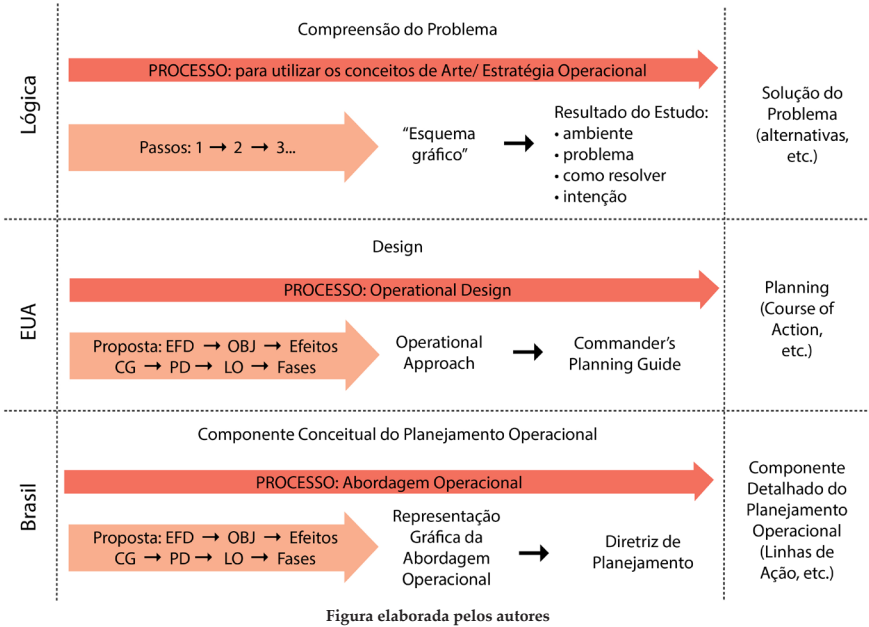 Lógica
Compreensão do Problema
PROCESSO: para utilizar os conceitos de Arte/ Estratégia Operacional
Passos: 1 → 2 → 3...
“Esquema
gráfico”
Resultado do Estudo:
• ambiente
• problema
• como resolver
• intenção
Solução do
Problema
(alternativas,
etc.)
EUA
Design
PROCESSO: Operational Design
Proposta: EFD → OBJ → Efeitos
CG → PD → LO → Fases
Operational
Approach
Commander’s
Planning Guide
Planning
(Course of
Action,
etc.)
Brasil
Componente Conceitual do Planejamento Operacional
PROCESSO: Abordagem Operacional
Proposta: EFD → OBJ → Efeitos
CG → PD → LO → Fases
Representação
Gráfica da
Abordagem
Operacional
Diretriz de
Planejamento
Componente
Detalhado do
Planejamento
Operacional
(Linhas de
Ação, etc.)
Figura elaborada pelos autores